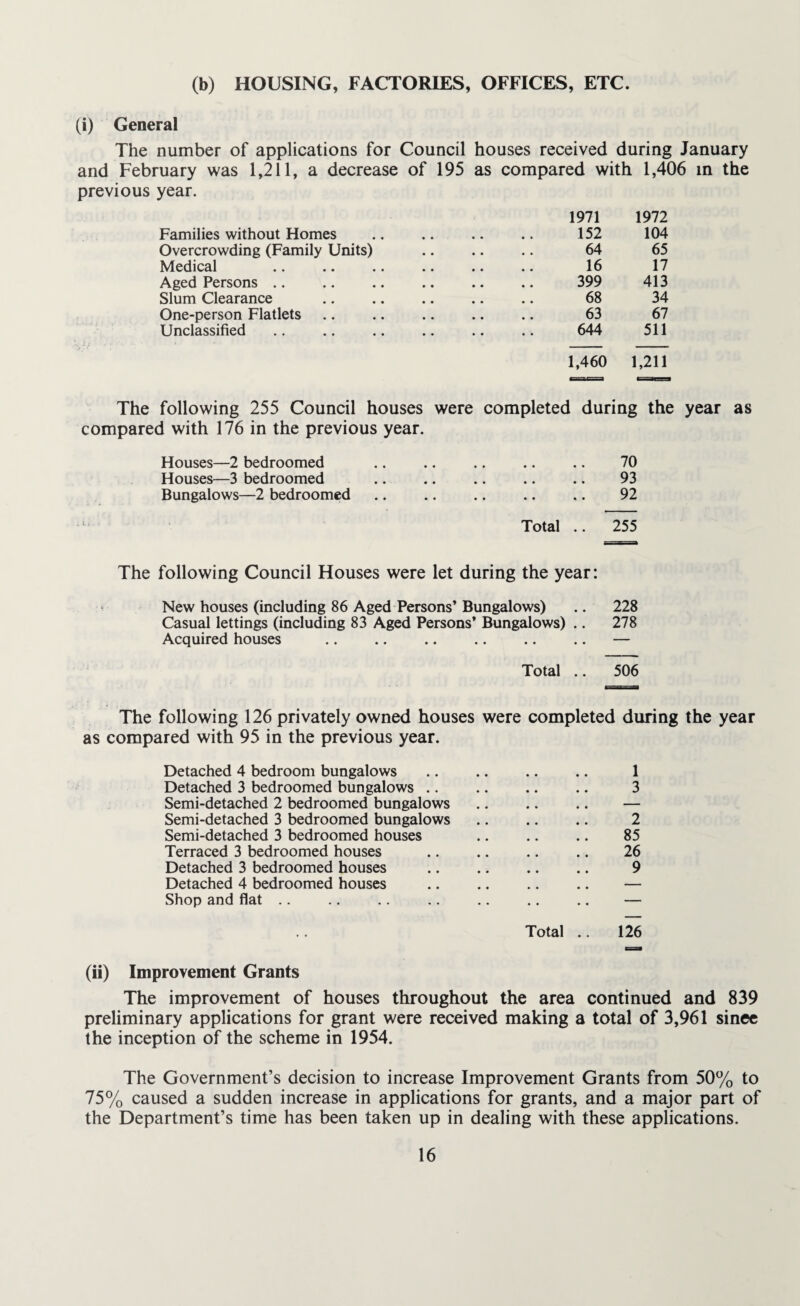 (b) HOUSING, FACTORIES, OFFICES, ETC.
(i) General
The number of applications for Council houses received during January
and February was 1,211, a decrease of 195 as compared with 1,406 in the
previous year.
1971 1972
Families without Homes .. .. .. .. 152 104
Overcrowding (Family Units) .. .. .. 64 65
Medical .. .. .. .. .. .. 16 17
Aged Persons .. .. .. .. .. .. 399 413
Slum Clearance .. .. .. .. .. 68 34
One-person Flatlets .. .. .. .. .. 63 67
Unclassified .. .. .. .. .. .. 644 511
1,460 1,211
The following 255 Council houses were completed during the year as
compared with 176 in the previous year.
Houses—2 bedroomed .. .. .. .. .. 70
Houses—3 bedroomed .. .. .. .. .. 93
Bungalows—2 bedroomed .. .. .. .. .. 92
Total .. 255
The following Council Houses were let during the year:
New houses (including 86 Aged Persons' Bungalows) .. 228
Casual lettings (including 83 Aged Persons' Bungalows) .. 278
Acquired houses .. .. .. .. .. .. —
Total .. 506
The following 126 privately owned houses were completed during the year
as compared with 95 in the previous year.
Detached 4 bedroom bungalows .. .. .. .. 1
Detached 3 bedroomed bungalows .. .. .. .. 3
Semi-detached 2 bedroomed bungalows .. .. .. —
Semi-detached 3 bedroomed bungalows .. .. .. 2
Semi-detached 3 bedroomed houses .. .. .. 85
Terraced 3 bedroomed houses .. .. .. .. 26
Detached 3 bedroomed houses .. .. .. .. 9
Detached 4 bedroomed houses .. .. .. .. —
Shop and flat .. .. .. .. .. .. .. —
.. Total .. 126
(ii) Improvement Grants
The improvement of houses throughout the area continued and 839
preliminary applications for grant were received making a total of 3,961 since
the inception of the scheme in 1954.
The Government's decision to increase Improvement Grants from 50% to
75% caused a sudden increase in applications for grants, and a major part of
the Department's time has been taken up in dealing with these applications.
16